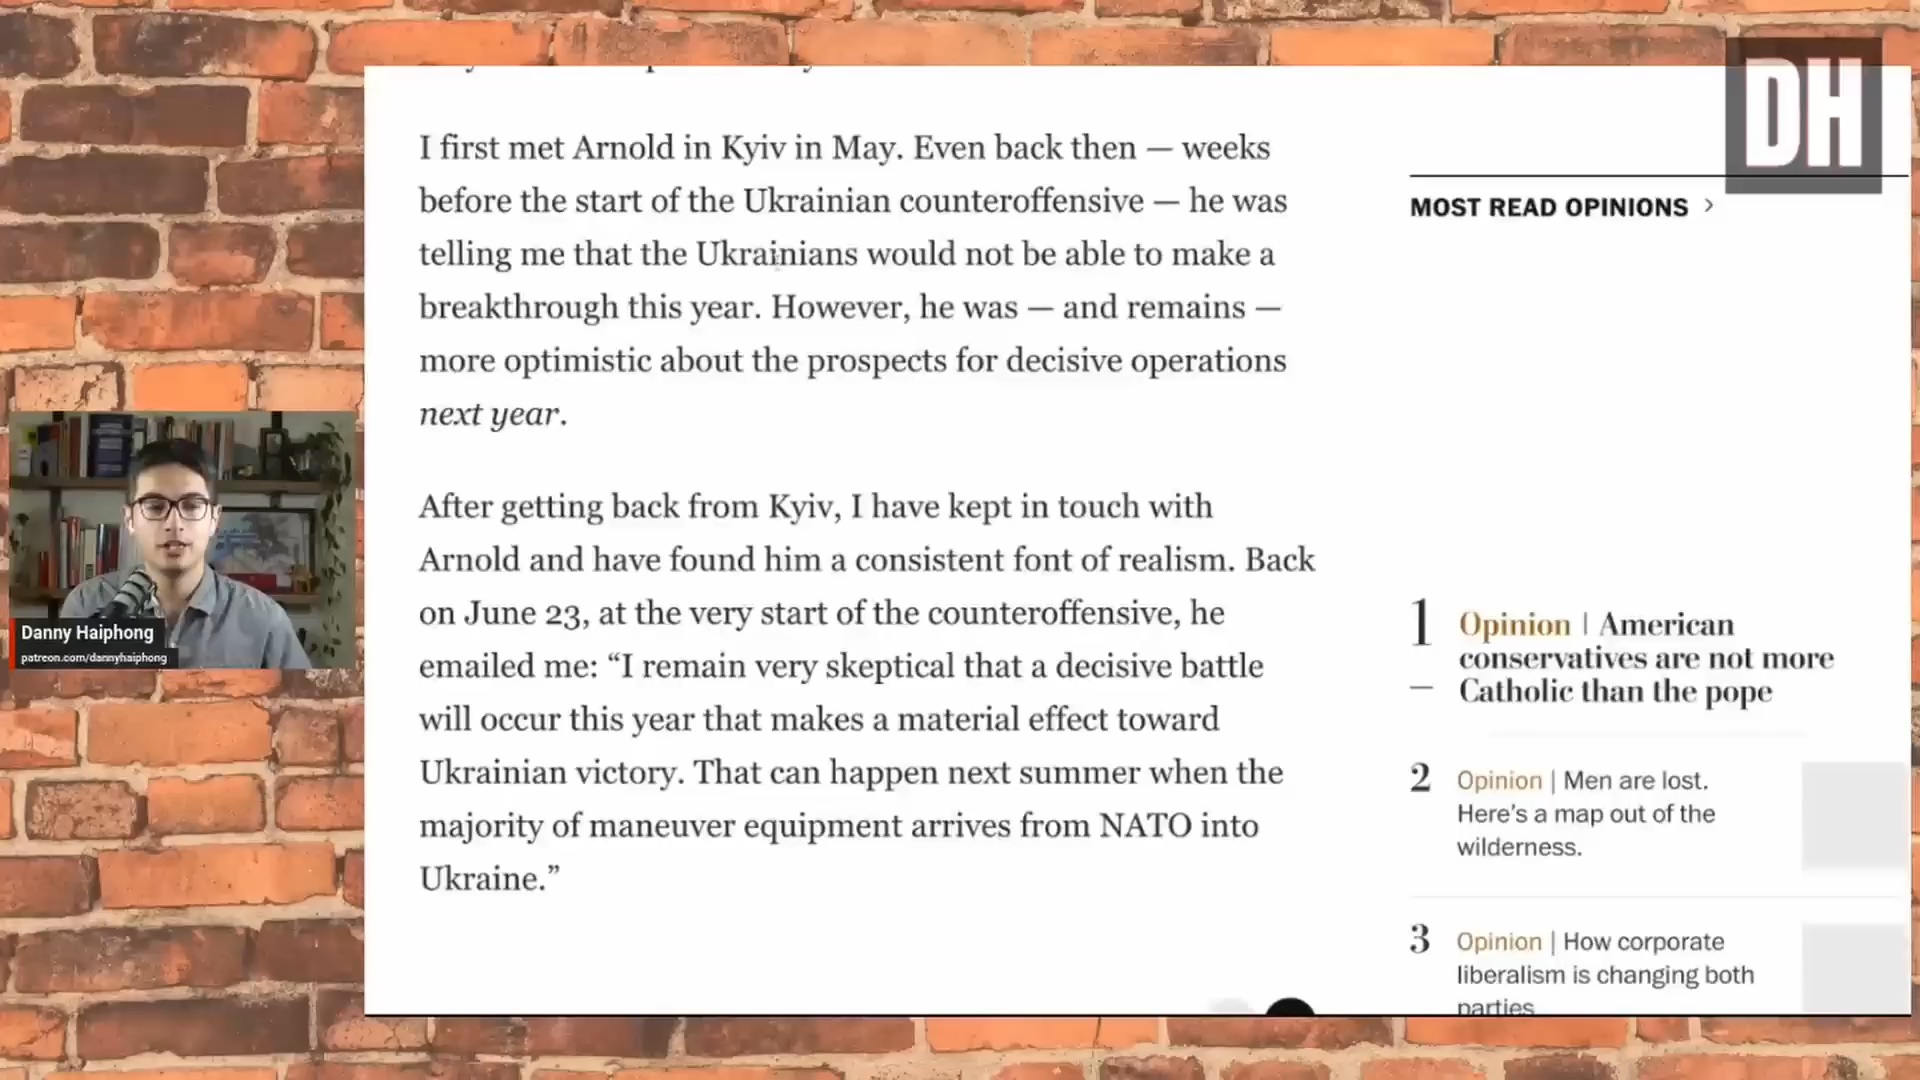 DH
I first met Arnold in Kyiv in May. Even back then — weeks
before the start of the Ukrainian counteroffensive — he was
telling me that the Ukrainians would not be able to make a
breakthrough this year. However, he was — and remains —
more optimistic about the prospects for decisive operations
next year.
After getting back from Kyiv, I have kept in touch with
Arnold and have found him a consistent font of realism. Back
on June 23, at the very start of the counteroffensive, he
emailed me: “I remain very skeptical that a decisive battle
will occur this year that makes a material effect toward
Ukrainian victory. That can happen next summer when the
majority of maneuver equipment arrives from NATO into
Ukraine.”
MOST READ OPINIONS >
1
Opinion | American
conservatives are not more
Catholic than the pope
2
Opinion | Men are lost.
Here’s a map out of the
wilderness.
3
Opinion | How corporate
liberalism is changing both
parties
Danny Haiphong
patreon.com/dannyhaiphong